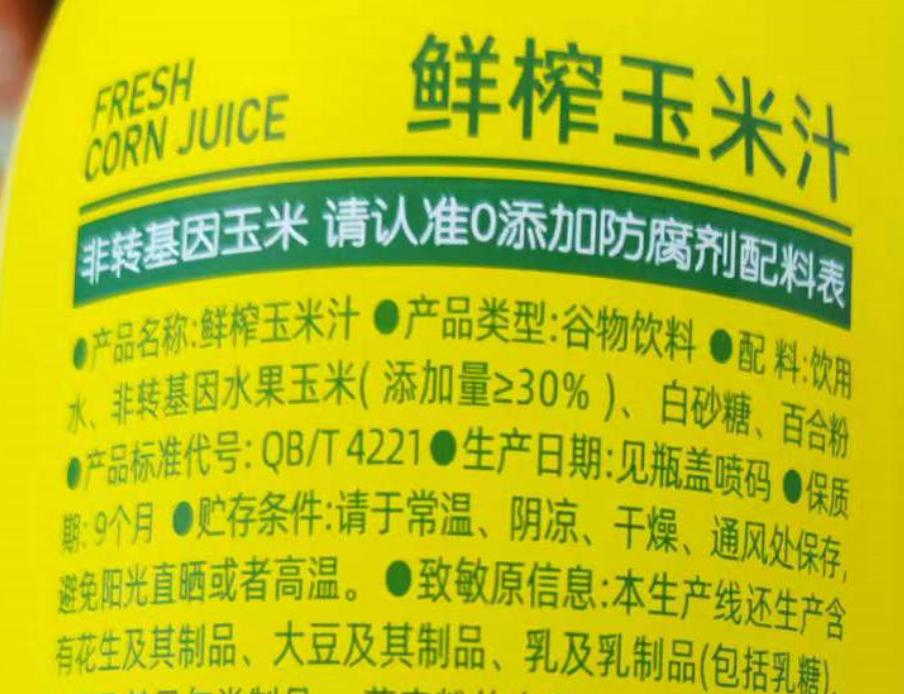 FRESH
CORN JUICE
鲜榨玉米汁
非转基因玉米 请认准0添加防腐剂配料表
●产品名称:鲜榨玉米汁 ●产品类型:谷物饮料 ●配 料:饮用
水、非转基因水果玉米( 添加量≥30% )、 白砂糖、百合粉
●产品标准代号: QB/T 4221●生产日期:见瓶盖喷码 ●保质
期: 9个月 ●贮存条件:请于常温、阴凉、干燥、通风处保存,
避免阳光直晒或者高温。 ●致敏原信息:本生产线还生产含
有花生及其制品、大豆及其制品、乳及乳制品(包括乳糖)、